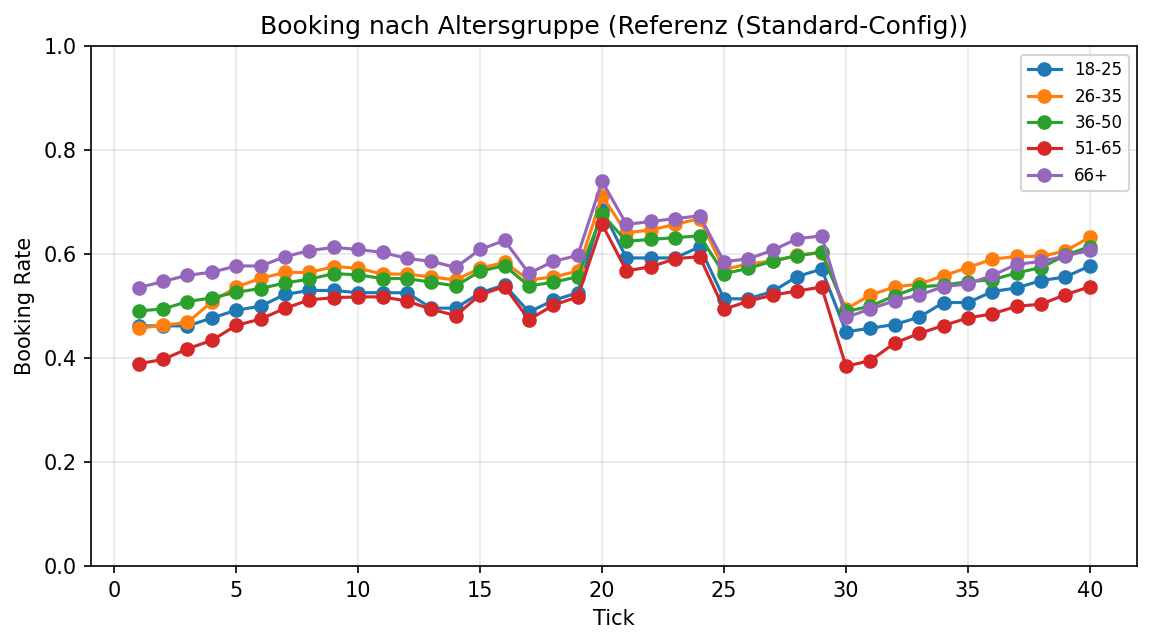 Booking nach Altersgruppe (Referenz (Standard-Config))
Booking Rate
1.0
0.8
0.6
0.4
0.2
0.0
18-25
26-35
36-50
51-65
66+
0 5 10 15 20 25 30 35 40
Tick